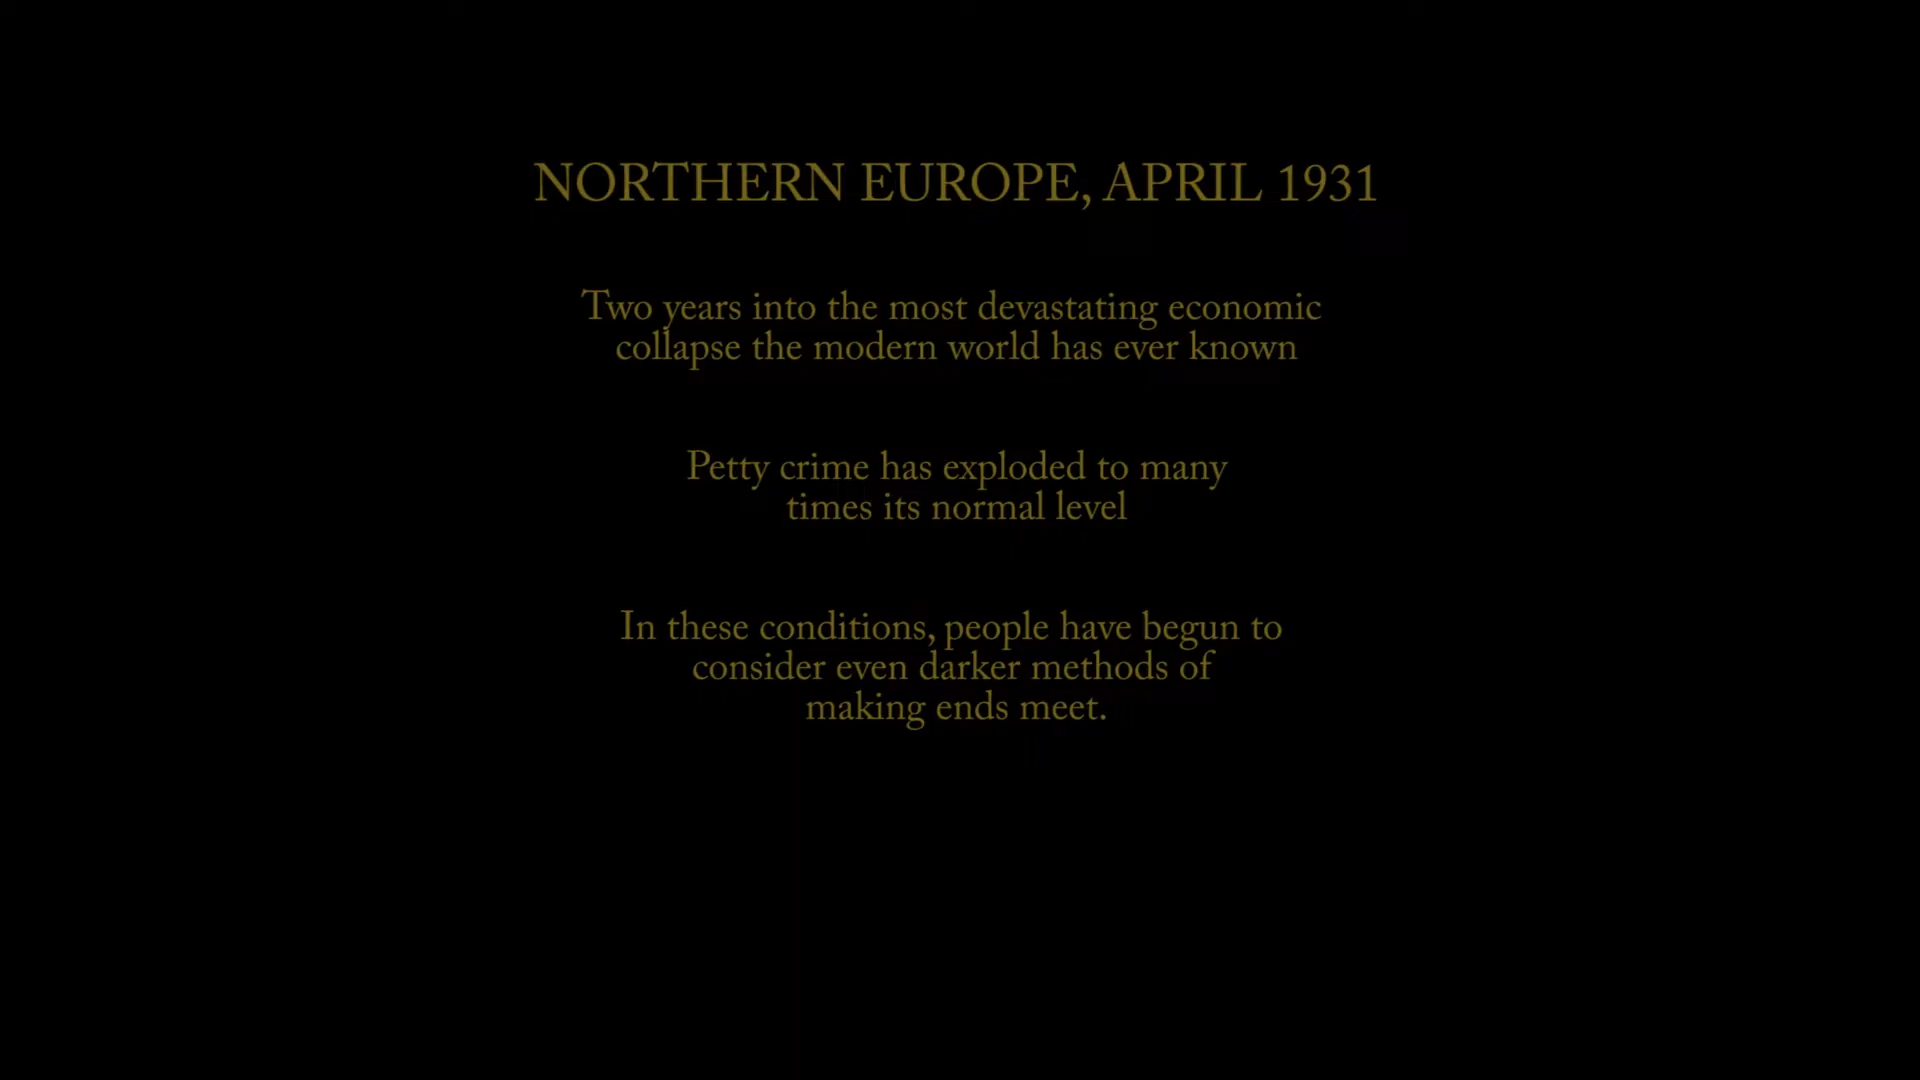 NORTHERN EUROPE, APRIL 1931
Two years into the most devastating economic
collapse the modern world has ever known
Petty crime has exploded to many
times its normal level
In these conditions, people have begun to
consider even darker methods of
making ends meet.